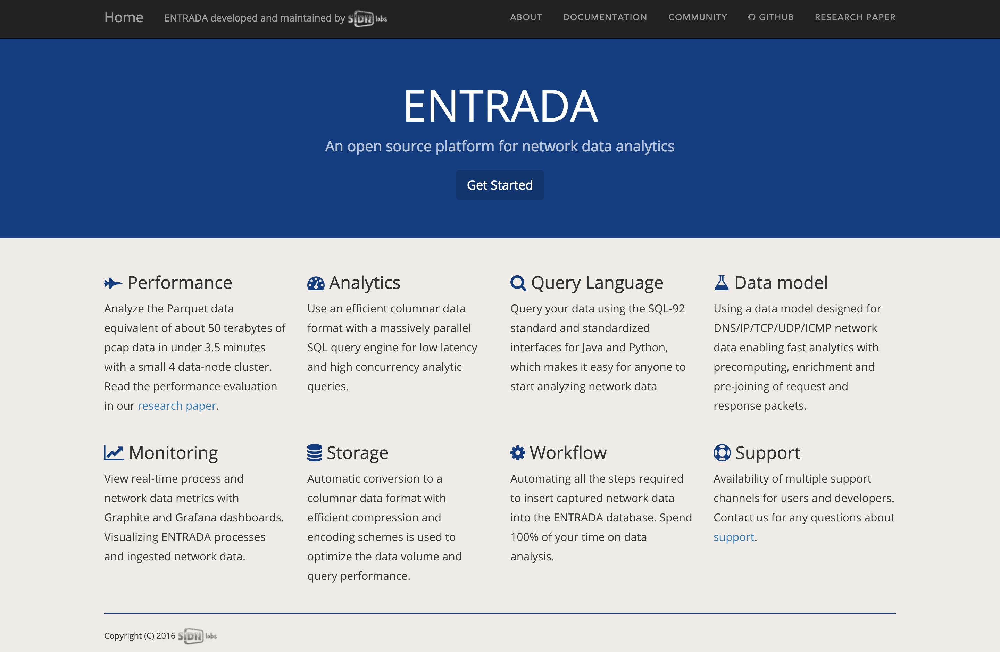 Home
ENTRADA developed and maintained by SIDN labs
ABOUT
DOCUMENTATION
COMMUNITY
GITHUB
RESEARCH PAPER
ENTRADA
An open source platform for network data analytics
Get Started
Performance
Analyze the Parquet data
equivalent of about 50 terabytes of
pcap data in under 3.5 minutes
with a small 4 data-node cluster.
Read the performance evaluation
in our research paper.
Analytics
Use an efficient columnar data
format with a massively parallel
SQL query engine for low latency
and high concurrency analytic
queries.
Query Language
Query your data using the SQL-92
standard and standardized
interfaces for Java and Python,
which makes it easy for anyone to
start analyzing network data
Data model
Using a data model designed for
DNS/IP/TCP/UDP/ICMP network
data enabling fast analytics with
precomputing, enrichment and
pre-joining of request and
response packets.
Monitoring
View real-time process and
network data metrics with
Graphite and Grafana dashboards.
Visualizing ENTRADA processes
and ingested network data.
Storage
Automatic conversion to a
columnar data format with
efficient compression and
encoding schemes is used to
optimize the data volume and
query performance.
Workflow
Automating all the steps required
to insert captured network data
into the ENTRADA database. Spend
100% of your time on data
analysis.
Support
Availability of multiple support
channels for users and developers.
Contact us for any questions about
support.
Copyright (C) 2016 SIDN labs